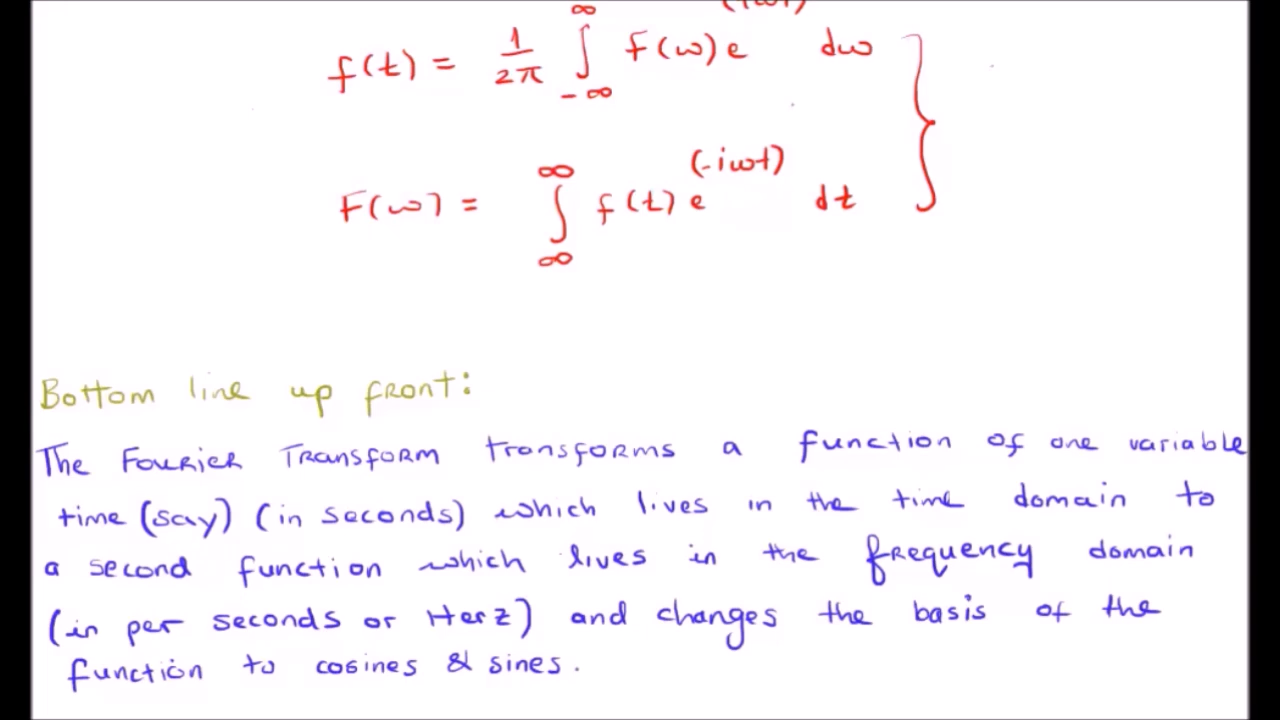 f(t) = 1/2π ∫_{-∞}^{∞} F(ω) e^(iωt) dω
F(ω) = ∫_{∞}^{∞} f(t) e^(-iωt) dt
Bottom line up front:
The Fourier Transform transforms a function of one variable
time (say) (in seconds) which lives in the time domain to
a second function which lives in the frequency domain
(in per seconds or Herz) and changes the basis of the
function to cosines & sines.